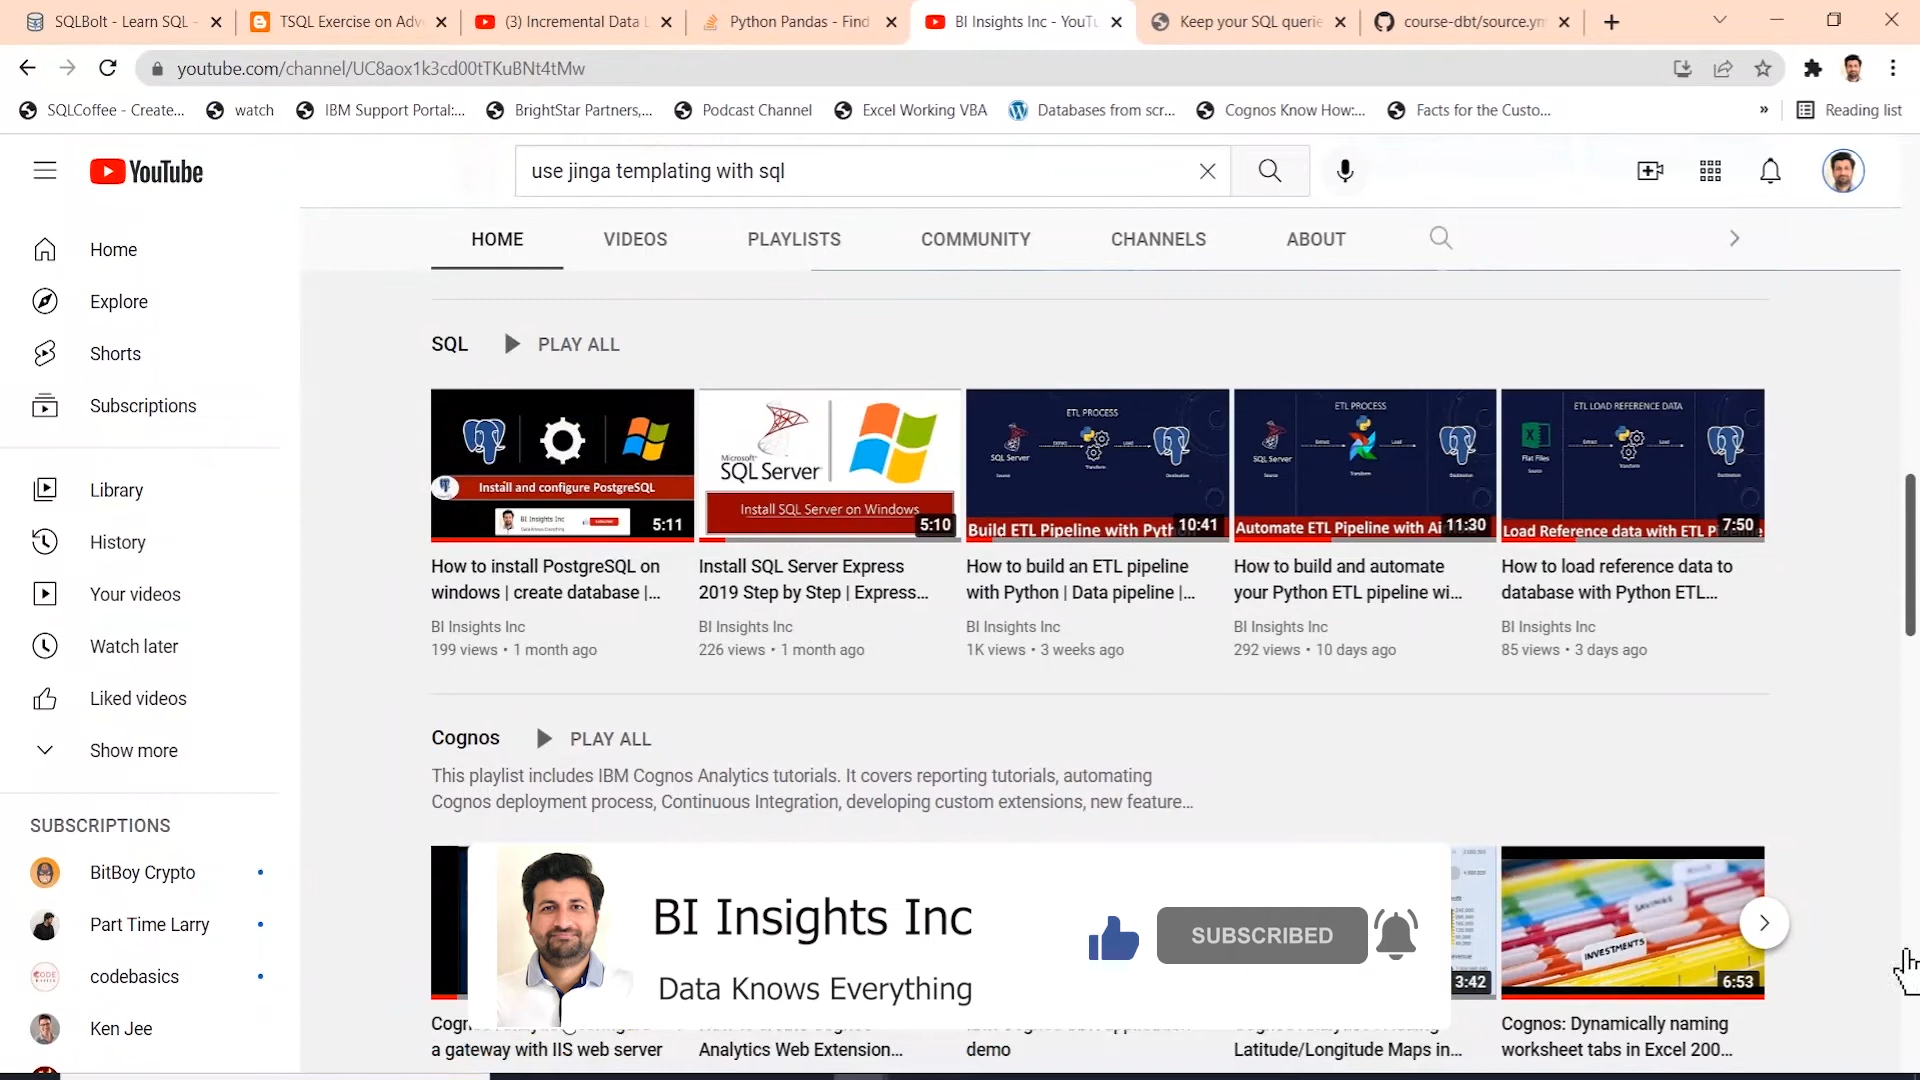 SQLBolt - Learn SQL -
TSQL Exercise on Adv
(3) Incremental Data L
Python Pandas - Find
BI Insights Inc - YouTu
Keep your SQL querie
course-dbt/source.ym
youtube.com/channel/UC8aox1k3cd00tTKuBNt4tMw
SQLCoffee - Create...
watch
IBM Support Portal:...
BrightStar Partners,...
Podcast Channel
Excel Working VBA
Databases from scr...
Cognos Know How:...
Facts for the Custo...
»
Reading list
YouTube
use jinga templating with sql
HOME
VIDEOS
PLAYLISTS
COMMUNITY
CHANNELS
ABOUT
Home
Explore
Shorts
Subscriptions
Library
History
Your videos
Watch later
Liked videos
Show more
SUBSCRIPTIONS
BitBoy Crypto
Part Time Larry
codebasics
Ken Jee
SQL
PLAY ALL
Install and configure PostgreSQL
BI Insights Inc
5:11
Microsoft
SQL Server
Install SQL Server on Windows
5:10
ETL PROCESS
SQL Server
Build ETL Pipeline with Pyth
10:41
ETL PROCESS
SQL Server
Automate ETL Pipeline with Ai
11:30
ETL LOAD REFERENCE DATA
Flat Files
Load Reference data with ETL P
7:50
How to install PostgreSQL on
windows | create database |...
BI Insights Inc
199 views • 1 month ago
Install SQL Server Express
2019 Step by Step | Express...
BI Insights Inc
226 views • 1 month ago
How to build an ETL pipeline
with Python | Data pipeline |...
BI Insights Inc
1K views • 3 weeks ago
How to build and automate
your Python ETL pipeline wi...
BI Insights Inc
292 views • 10 days ago
How to load reference data to
database with Python ETL...
BI Insights Inc
85 views • 3 days ago
Cognos
PLAY ALL
This playlist includes IBM Cognos Analytics tutorials. It covers reporting tutorials, automating
Cognos deployment process, Continuous Integration, developing custom extensions, new feature...
BI Insights Inc
Data Knows Everything
SUBSCRIBED
3:42
SAVINGS
INVESTMENTS
6:53
a gateway with IIS web server
Analytics Web Extension...
demo
Latitude/Longitude Maps in...
Cognos: Dynamically naming
worksheet tabs in Excel 200...